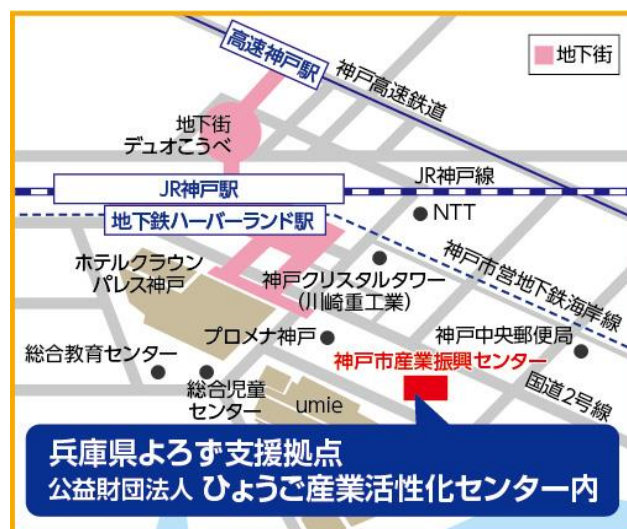 高速神戸駅
神戸高速鉄道
地下街
地下街
デュオこうべ
JR神戸駅
JR神戸線
地下鉄ハーバーランド駅
NTT
神戸市営地下鉄海岸線
ホテルクラウン
パレス神戸
神戸クリスタルタワー
(川崎重工業)
プロメナ神戸
神戸中央郵便局
総合教育センター
神戸市産業振興センター
総合児童
センター
umie
国道2号線
兵庫県よろず支援拠点
公益財団法人 ひょうご産業活性化センター内